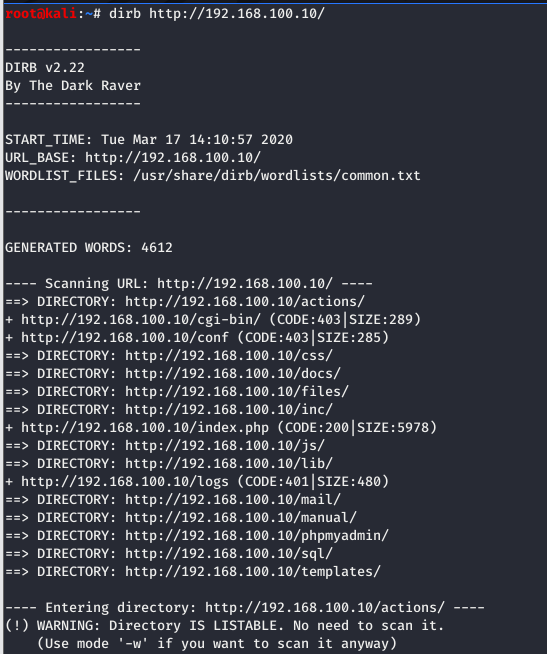 root@kali:~# dirb http://192.168.100.10/
-----------------
DIRB v2.22
By The Dark Raver
-----------------
START_TIME: Tue Mar 17 14:10:57 2020
URL_BASE: http://192.168.100.10/
WORDLIST_FILES: /usr/share/dirb/wordlists/common.txt
-----------------
GENERATED WORDS: 4612
---- Scanning URL: http://192.168.100.10/ ----
==> DIRECTORY: http://192.168.100.10/actions/
+ http://192.168.100.10/cgi-bin/ (CODE:403|SIZE:289)
+ http://192.168.100.10/conf (CODE:403|SIZE:285)
==> DIRECTORY: http://192.168.100.10/css/
==> DIRECTORY: http://192.168.100.10/docs/
==> DIRECTORY: http://192.168.100.10/files/
==> DIRECTORY: http://192.168.100.10/inc/
+ http://192.168.100.10/index.php (CODE:200|SIZE:5978)
==> DIRECTORY: http://192.168.100.10/js/
==> DIRECTORY: http://192.168.100.10/lib/
+ http://192.168.100.10/logs (CODE:401|SIZE:480)
==> DIRECTORY: http://192.168.100.10/mail/
==> DIRECTORY: http://192.168.100.10/manual/
==> DIRECTORY: http://192.168.100.10/phpmyadmin/
==> DIRECTORY: http://192.168.100.10/sql/
==> DIRECTORY: http://192.168.100.10/templates/
---- Entering directory: http://192.168.100.10/actions/ ----
(!) WARNING: Directory IS LISTABLE. No need to scan it.
(Use mode '-w' if you want to scan it anyway)